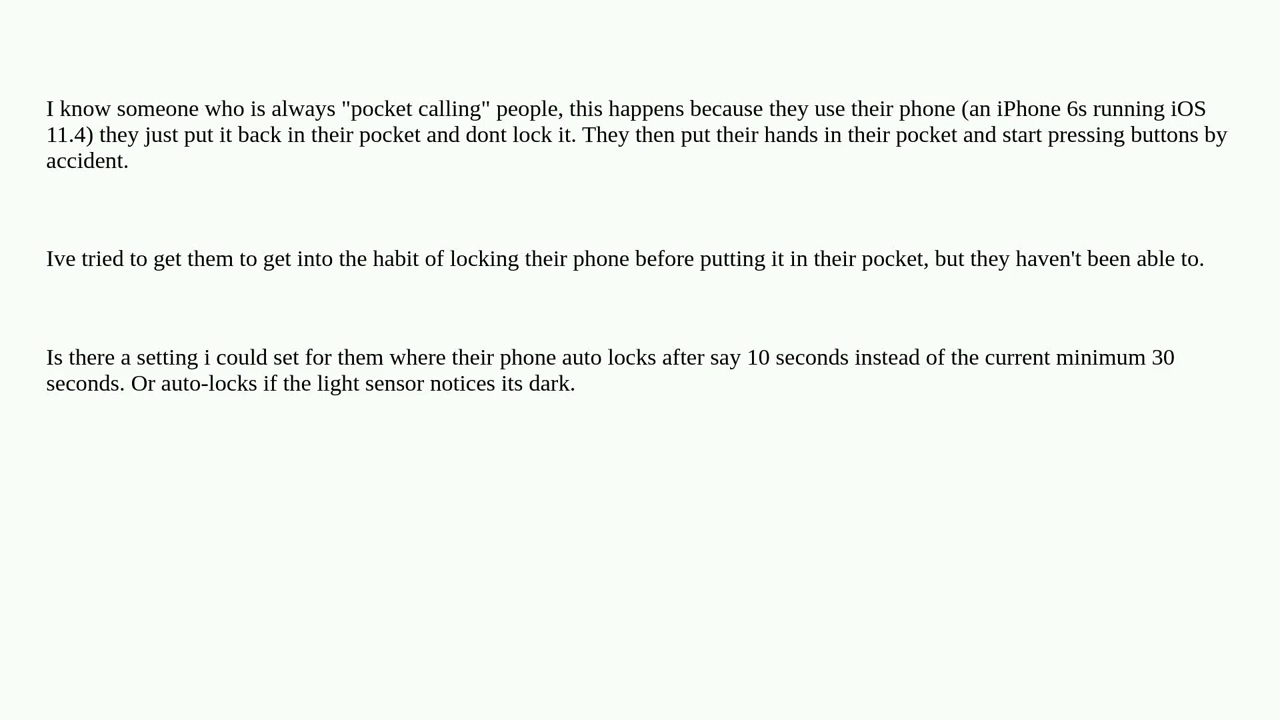 I know someone who is always "pocket calling" people, this happens because they use their phone (an iPhone 6s running iOS
11.4) they just put it back in their pocket and dont lock it. They then put their hands in their pocket and start pressing buttons by
accident.
Ive tried to get them to get into the habit of locking their phone before putting it in their pocket, but they haven't been able to.
Is there a setting i could set for them where their phone auto locks after say 10 seconds instead of the current minimum 30
seconds. Or auto-locks if the light sensor notices its dark.